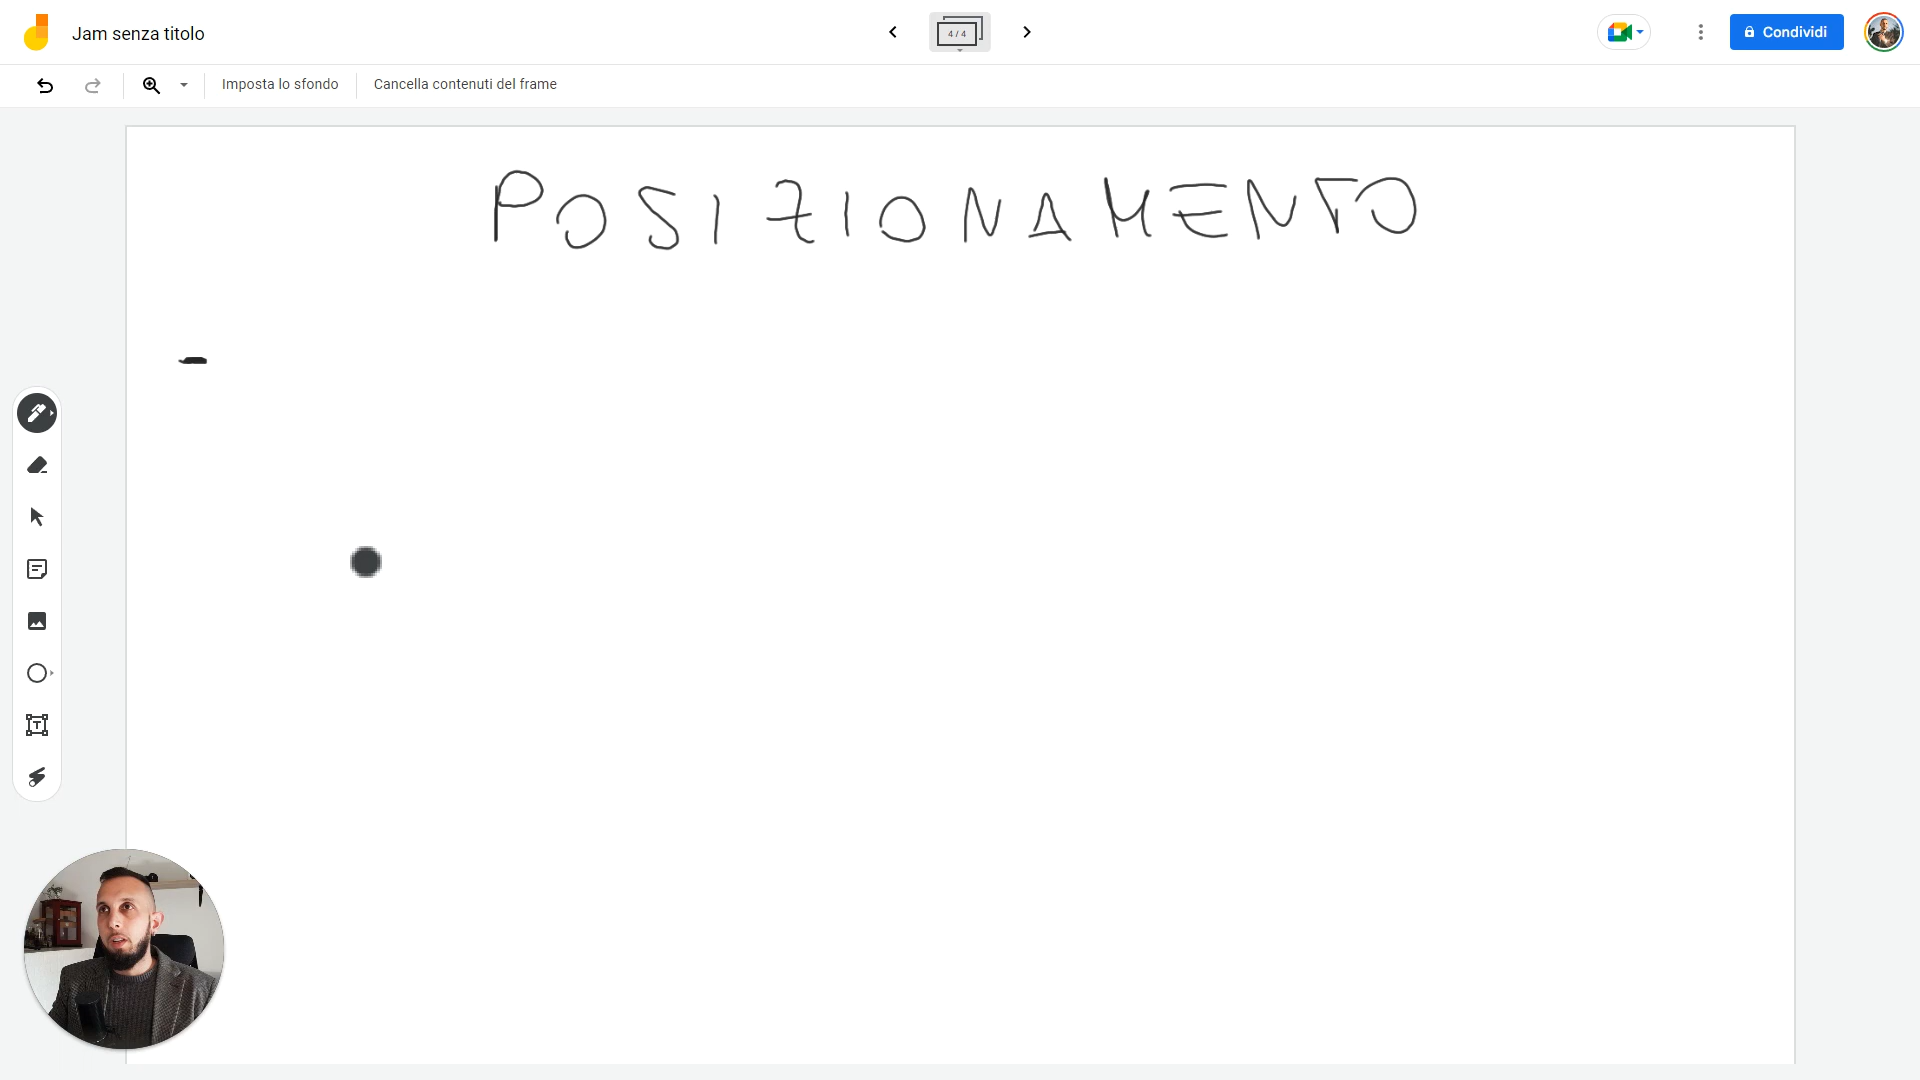 Jam senza titolo
4 / 4
Condividi
Imposta lo sfondo
Cancella contenuti del frame
POSIZIONAMENTO
-